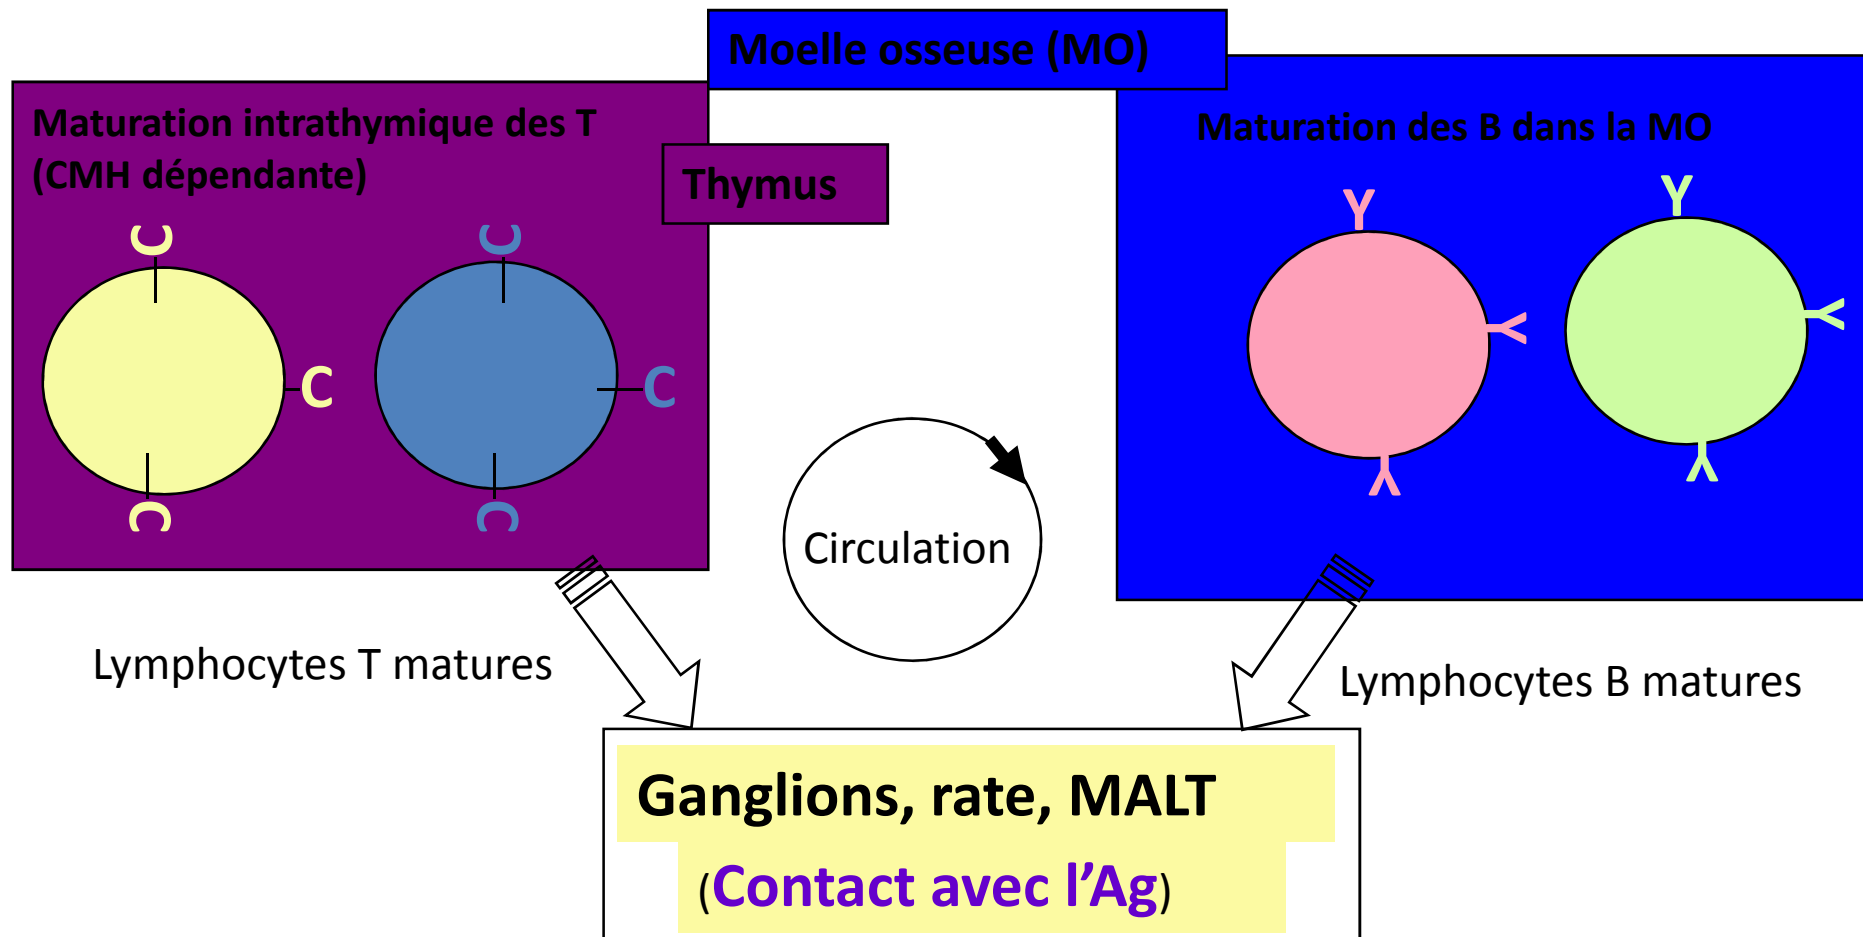 Moelle osseuse (MO)
Maturation intrathymique des T
(CMH dépendante)
Thymus
Maturation des B dans la MO
C
C
C
C
C
C
Y
Y
Y
Y
Y
Y
Circulation
Lymphocytes T matures
Lymphocytes B matures
Ganglions, rate, MALT
(Contact avec l’Ag)